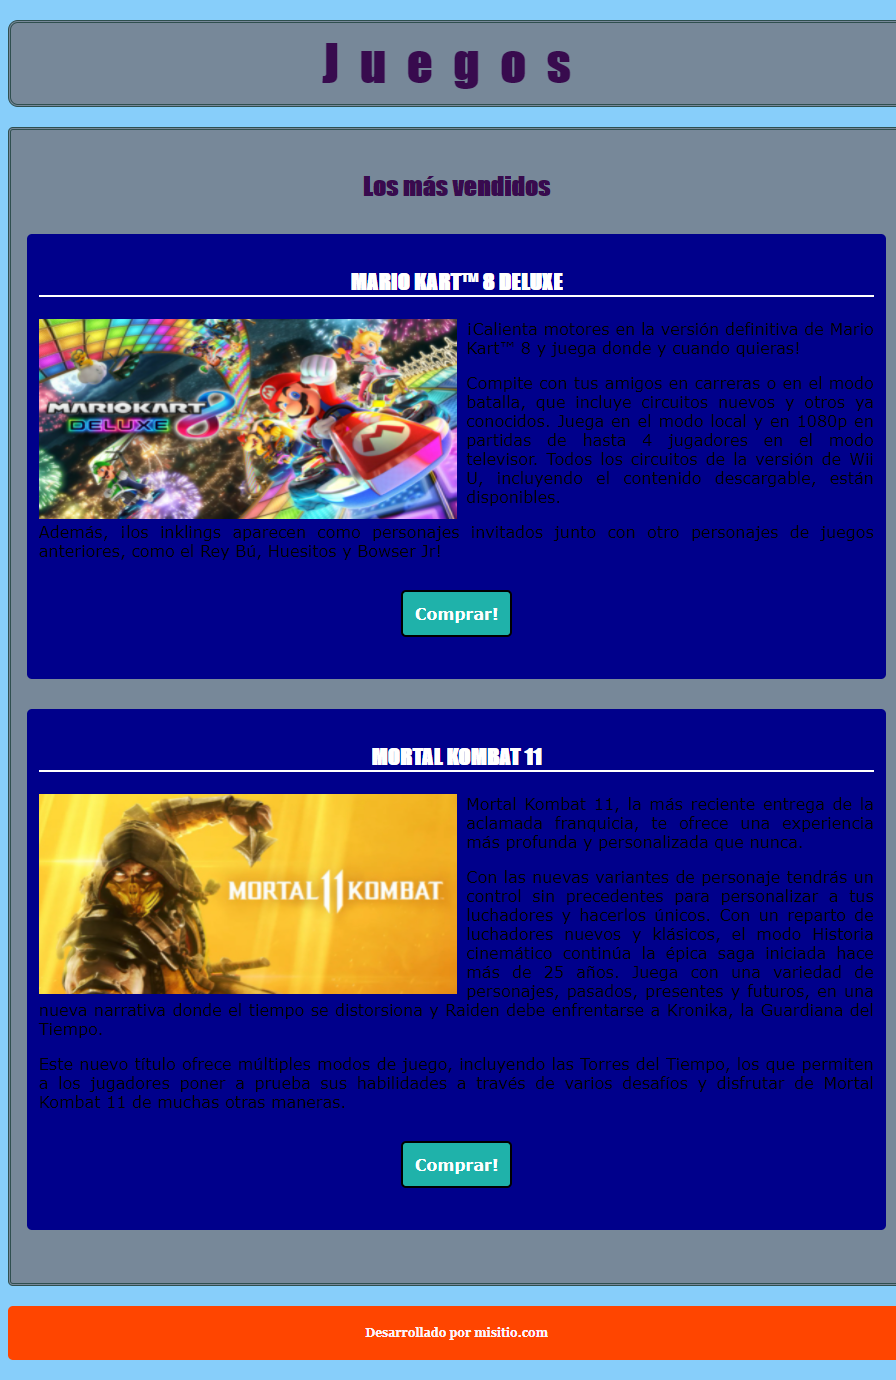 Juegos
Los más vendidos
MARIO KART™ 8 DELUXE
MARIOKART 8
DELUXE
¡Calienta motores en la versión definitiva de Mario
Kart™ 8 y juega donde y cuando quieras!
Compite con tus amigos en carreras o en el modo
batalla, que incluye circuitos nuevos y otros ya
conocidos. Juega en el modo local y en 1080p en
partidas de hasta 4 jugadores en el modo
televisor. Todos los circuitos de la versión de Wii
U, incluyendo el contenido descargable, están
disponibles.
Además, ¡los inklings aparecen como personajes invitados junto con otro personajes de juegos
anteriores, como el Rey Bu, Huesitos y Bowser Jr!
Comprar!
MORTAL KOMBAT 11
MORTAL 11 KOMBAT
Mortal Kombat 11, la más reciente entrega de la
aclamada franquicia, te ofrece una experiencia
más profunda y personalizada que nunca.
Con las nuevas variantes de personaje tendrás un
control sin precedentes para personalizar a tus
luchadores y hacerlos únicos. Con un reparto de
luchadores nuevos y klásicos, el modo Historia
cinemático continúa la épica saga iniciada hace
más de 25 años. Juega con una variedad de
personajes, pasados, presentes y futuros, en una
nueva narrativa donde el tiempo se distorsiona y Raiden debe enfrentarse a Kronika, la Guardiana del
Tiempo.
Este nuevo título ofrece múltiples modos de juego, incluyendo las Torres del Tiempo, los que permiten
a los jugadores poner a prueba sus habilidades a través de varios desafíos y disfrutar de Mortal
Kombat 11 de muchas otras maneras.
Comprar!
Desarrollado por misitio.com